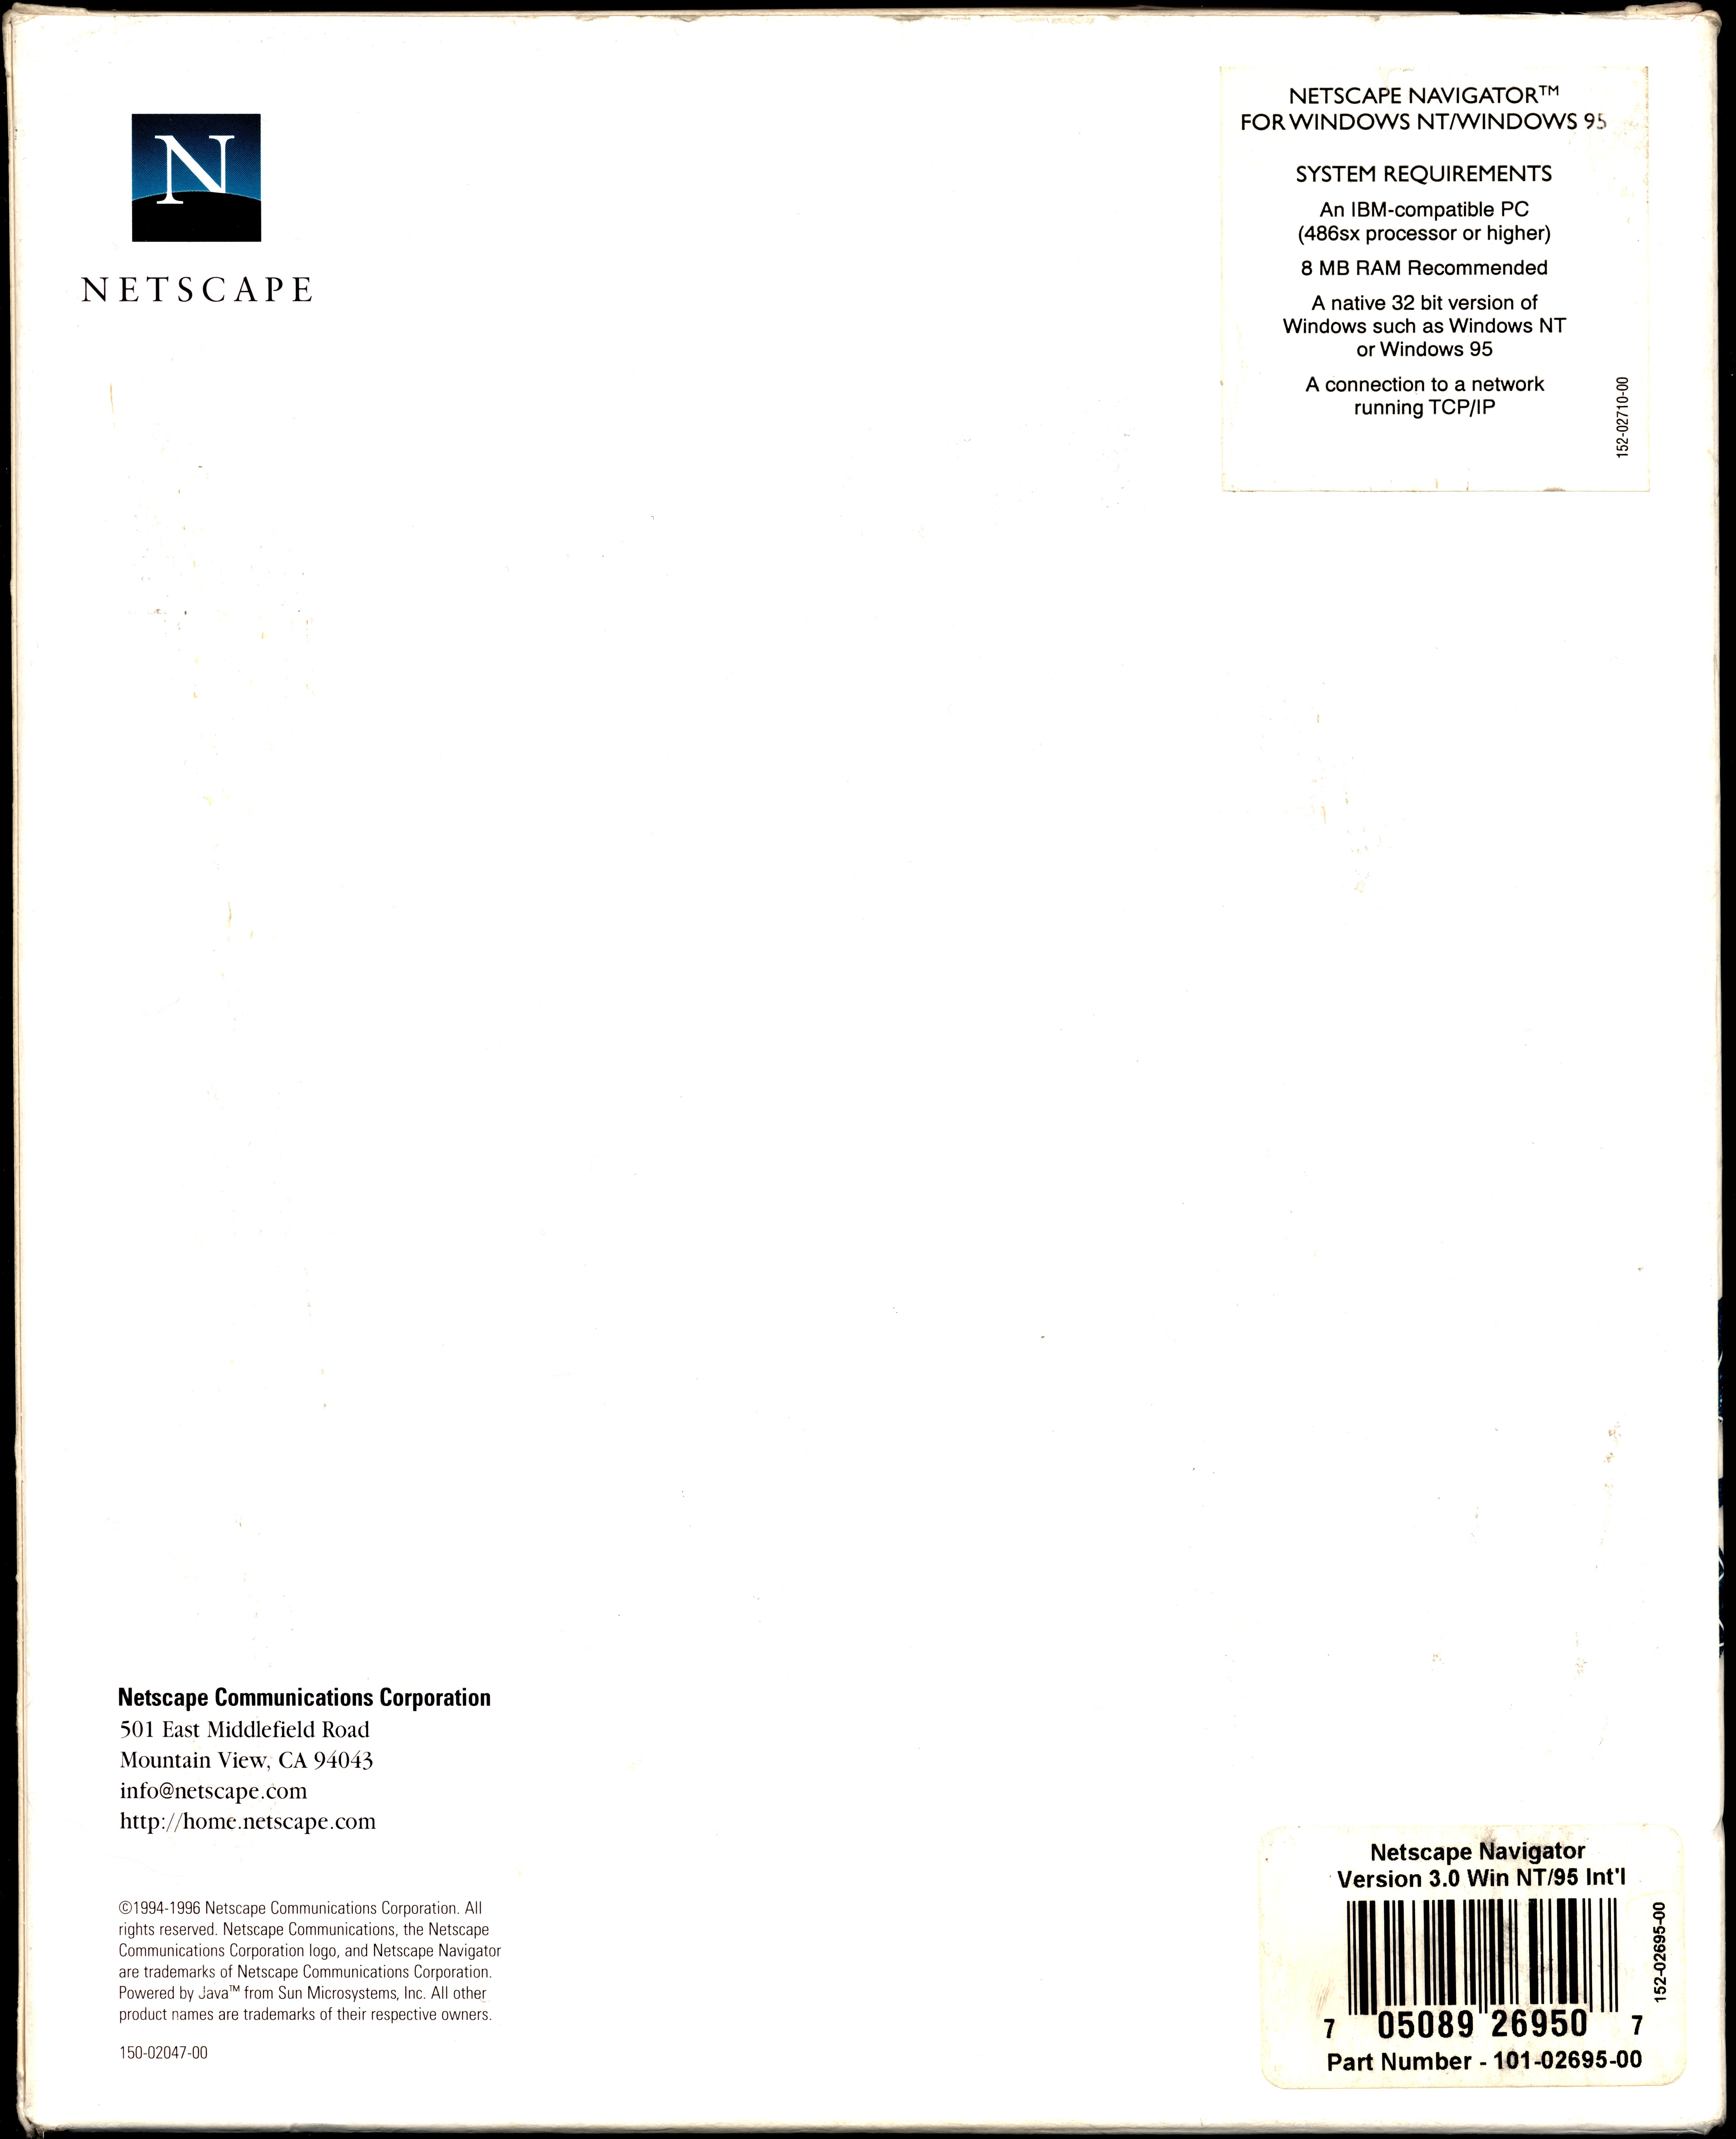 N
NETSCAPE
NETSCAPE NAVIGATOR™
FOR WINDOWS NT/WINDOWS 95
SYSTEM REQUIREMENTS
An IBM-compatible PC
(486sx processor or higher)
8 MB RAM Recommended
A native 32 bit version of
Windows such as Windows NT
or Windows 95
A connection to a network
running TCP/IP
152-02710-00
Netscape Communications Corporation
501 East Middlefield Road
Mountain View, CA 94043
info@netscape.com
http://home.netscape.com
©1994-1996 Netscape Communications Corporation. All
rights reserved. Netscape Communications, the Netscape
Communications Corporation logo, and Netscape Navigator
are trademarks of Netscape Communications Corporation.
Powered by Java™ from Sun Microsystems, Inc. All other
product names are trademarks of their respective owners.
150-02047-00
Netscape Navigator
Version 3.0 Win NT/95 Int'l
152-02695-00
7 05089 26950 7
Part Number - 101-02695-00